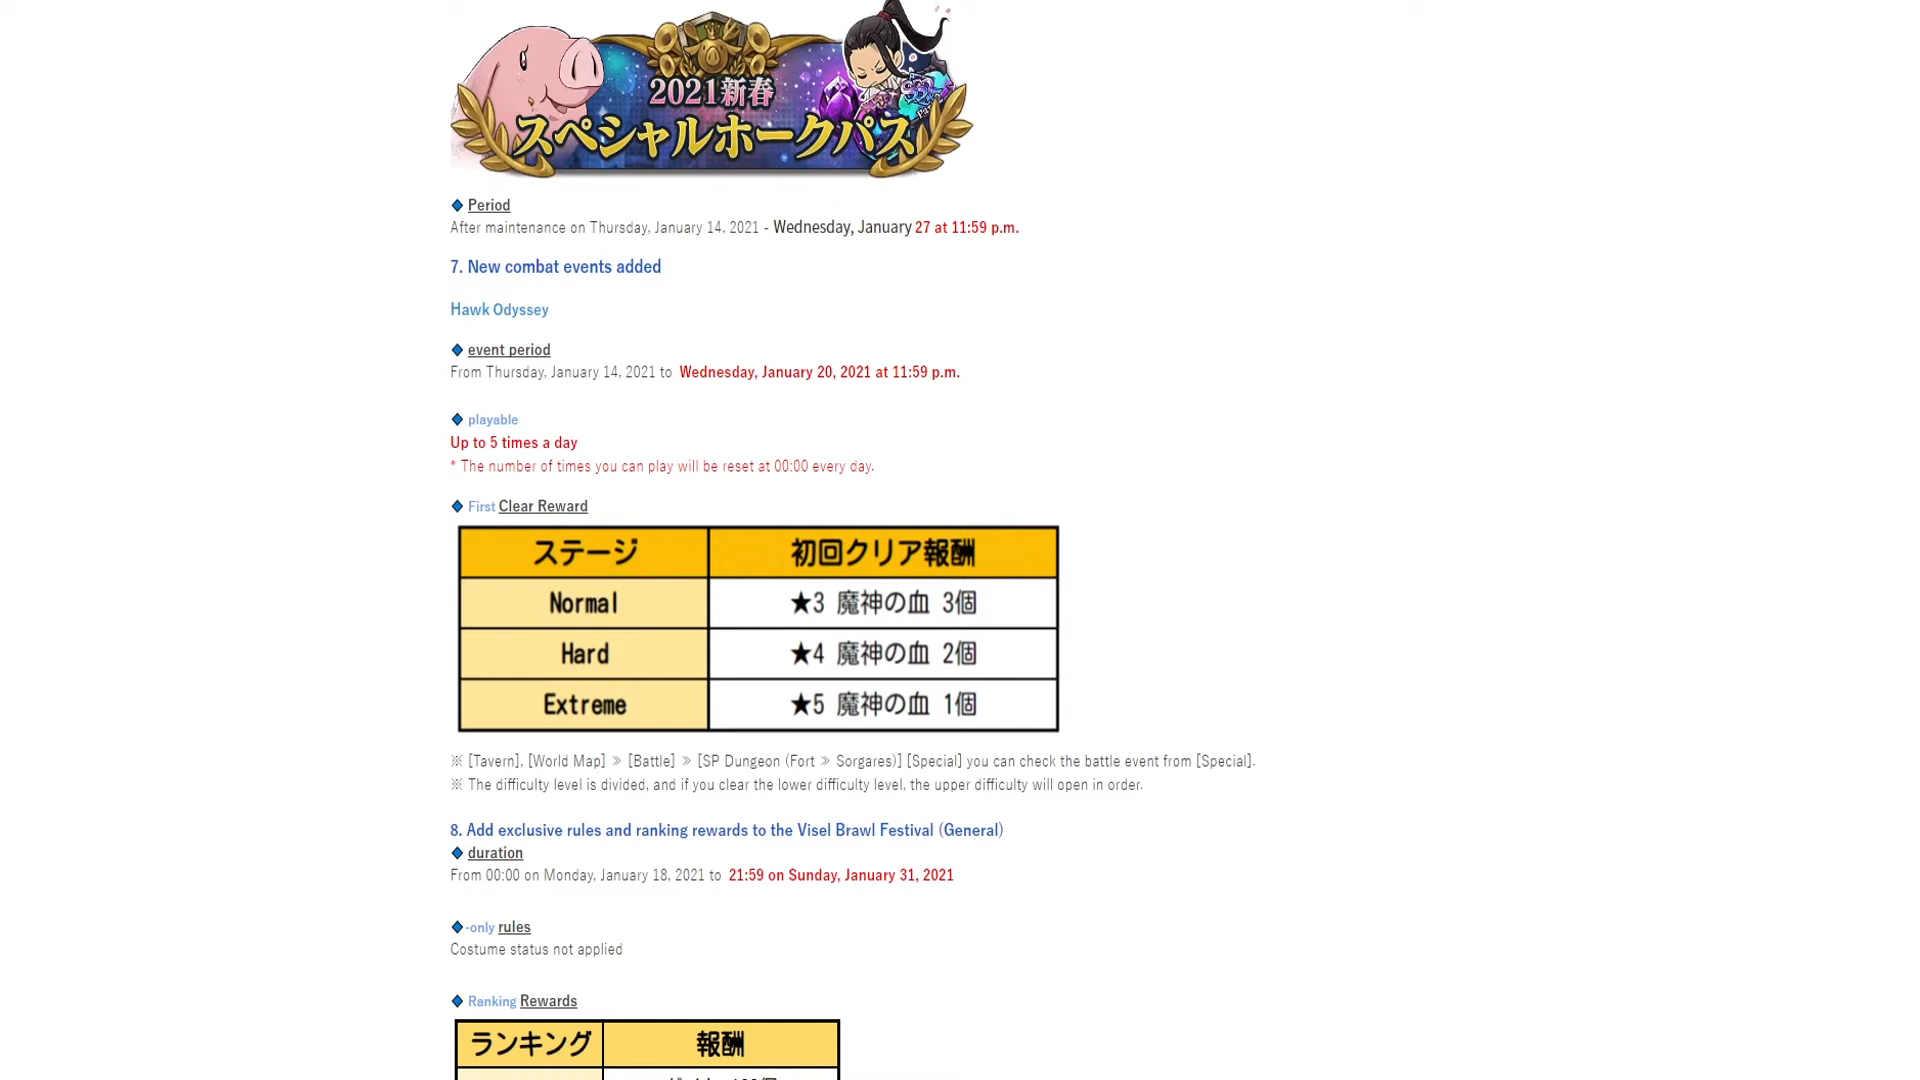 2021新春
スペシャルホークパス
◆ Period
After maintenance on Thursday, January 14, 2021 - Wednesday, January 27 at 11:59 p.m.
7. New combat events added
Hawk Odyssey
◆ event period
From Thursday, January 14, 2021 to Wednesday, January 20, 2021 at 11:59 p.m.
◆ playable
Up to 5 times a day
* The number of times you can play will be reset at 00:00 every day.
◆ First Clear Reward
ステージ 初回クリア報酬
Normal ★3 魔神の血 3個
Hard ★4 魔神の血 2個
Extreme ★5 魔神の血 1個
※ [Tavern], [World Map] » [Battle] » [SP Dungeon (Fort » Sorgares)] [Special] you can check the battle event from [Special].
※ The difficulty level is divided, and if you clear the lower difficulty level, the upper difficulty will open in order.
8. Add exclusive rules and ranking rewards to the Visel Brawl Festival (General)
◆ duration
From 00:00 on Monday, January 18, 2021 to 21:59 on Sunday, January 31, 2021
◆-only rules
Costume status not applied
◆ Ranking Rewards
ランキング 報酬